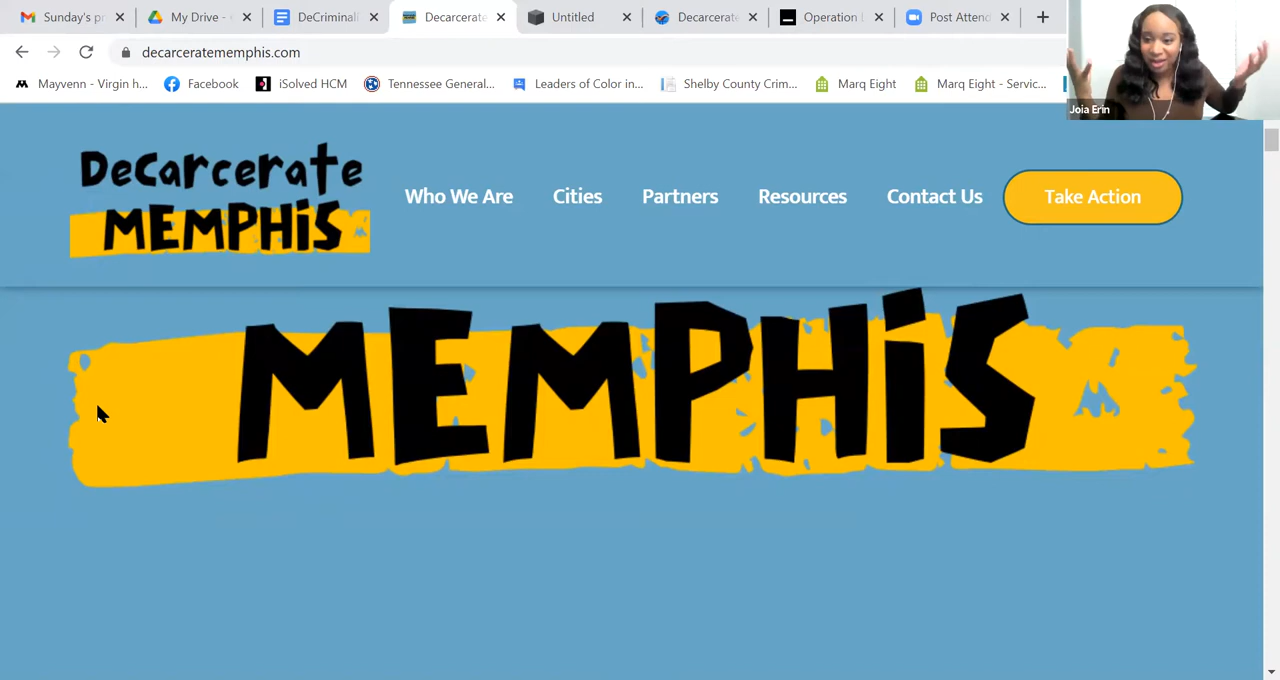 Sunday's pr
My Drive -
DeCriminali
Decarcerate
Untitled
Decarcerate
Operation
Post Attend
decarceratememphis.com
Mayvenn - Virgin h...
Facebook
iSolved HCM
Tennessee General...
Leaders of Color in...
Shelby County Crim...
Marq Eight
Marq Eight - Servic...
Joia Erin
DeCarcerate
MEMPHiS
Who We Are
Cities
Partners
Resources
Contact Us
Take Action
MEMPHiS